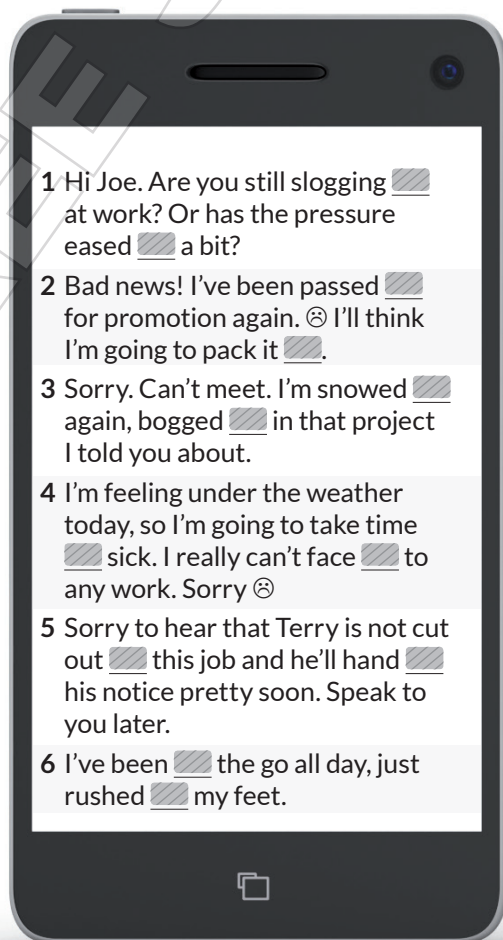 1 Hi Joe. Are you still slogging
at work? Or has the pressure
eased a bit?
2 Bad news! I've been passed
for promotion again. ☹ I'll think
I'm going to pack it .
3 Sorry. Can't meet. I'm snowed
again, bogged in that project
I told you about.
4 I'm feeling under the weather
today, so I'm going to take time
sick. I really can't face to
any work. Sorry ☹
5 Sorry to hear that Terry is not cut
out this job and he'll hand
his notice pretty soon. Speak to
you later.
6 I've been the go all day, just
rushed my feet.